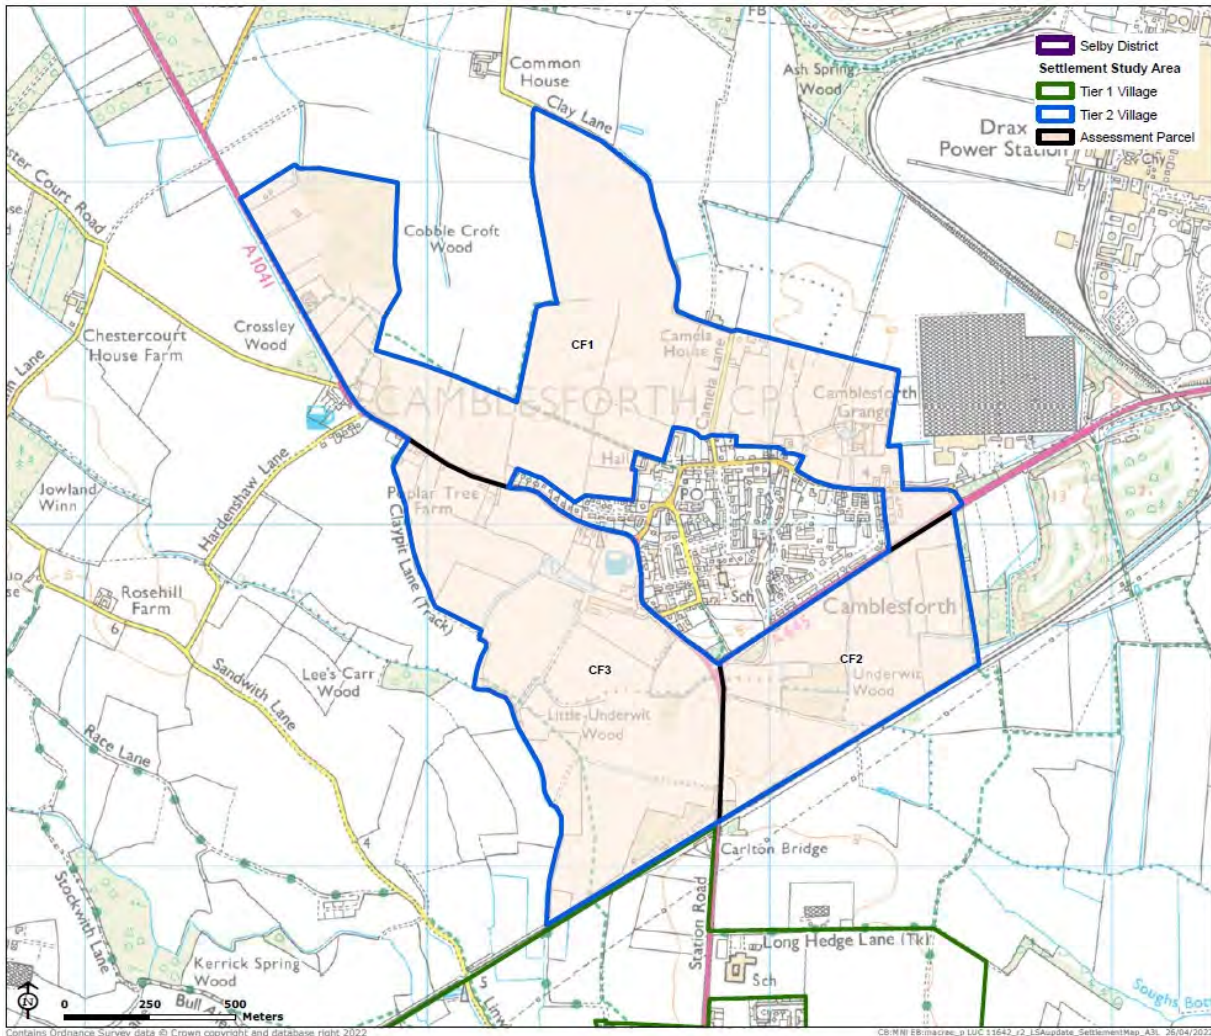 FB
Selby District
Settlement Study Area
Tier 1 Village
Tier 2 Village
Assessment Parcel
Common
House
Clay Lane
Ash Spring
Wood
Drax
Power Station
Chy
Court Road
A1041
Cobble Croft
Wood
Crossley
Wood
Chestercourt
House Farm
CF1
Camela
House
Camela Lane
CAMBLESFORTH CP
Camblesforth
Grange
Hall
PO
Jowland
Winn
Hardenshaw Lane
Poplar Tree
Farm
Claypit Lane (Track)
Rosehill
Farm
6
Sch
Camblesforth
CF2
Underwit
Wood
CF3
Lee's Carr
Wood
Sandwith Lane
Little Underwit
Wood
Race Lane
4
Carlton Bridge
Station Road
Long Hedge Lane (Tk)
Sch
Stockwith Lane
Kerrick Spring
Wood
5
N
0 250 500
Meters
Contains Ordnance Survey data © Crown copyright and database right 2022